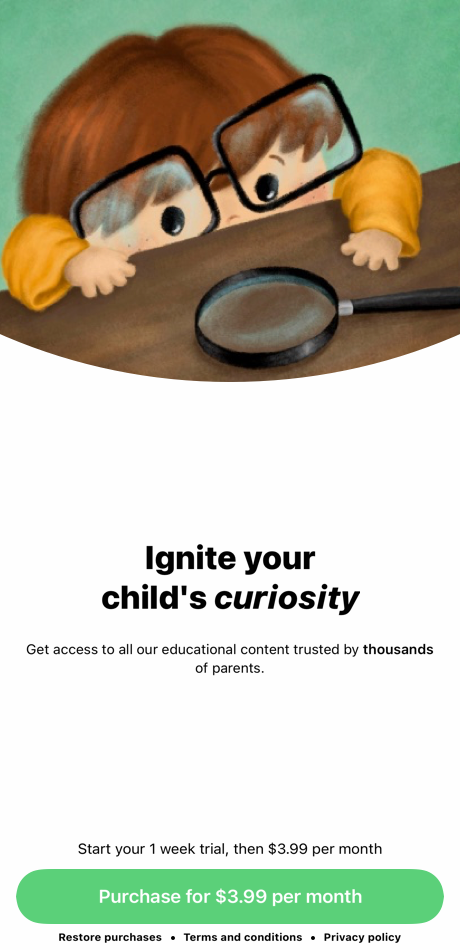 Ignite your
child's curiosity
Get access to all our educational content trusted by thousands
of parents.
Start your 1 week trial, then $3.99 per month
Purchase for $3.99 per month
Restore purchases • Terms and conditions • Privacy policy